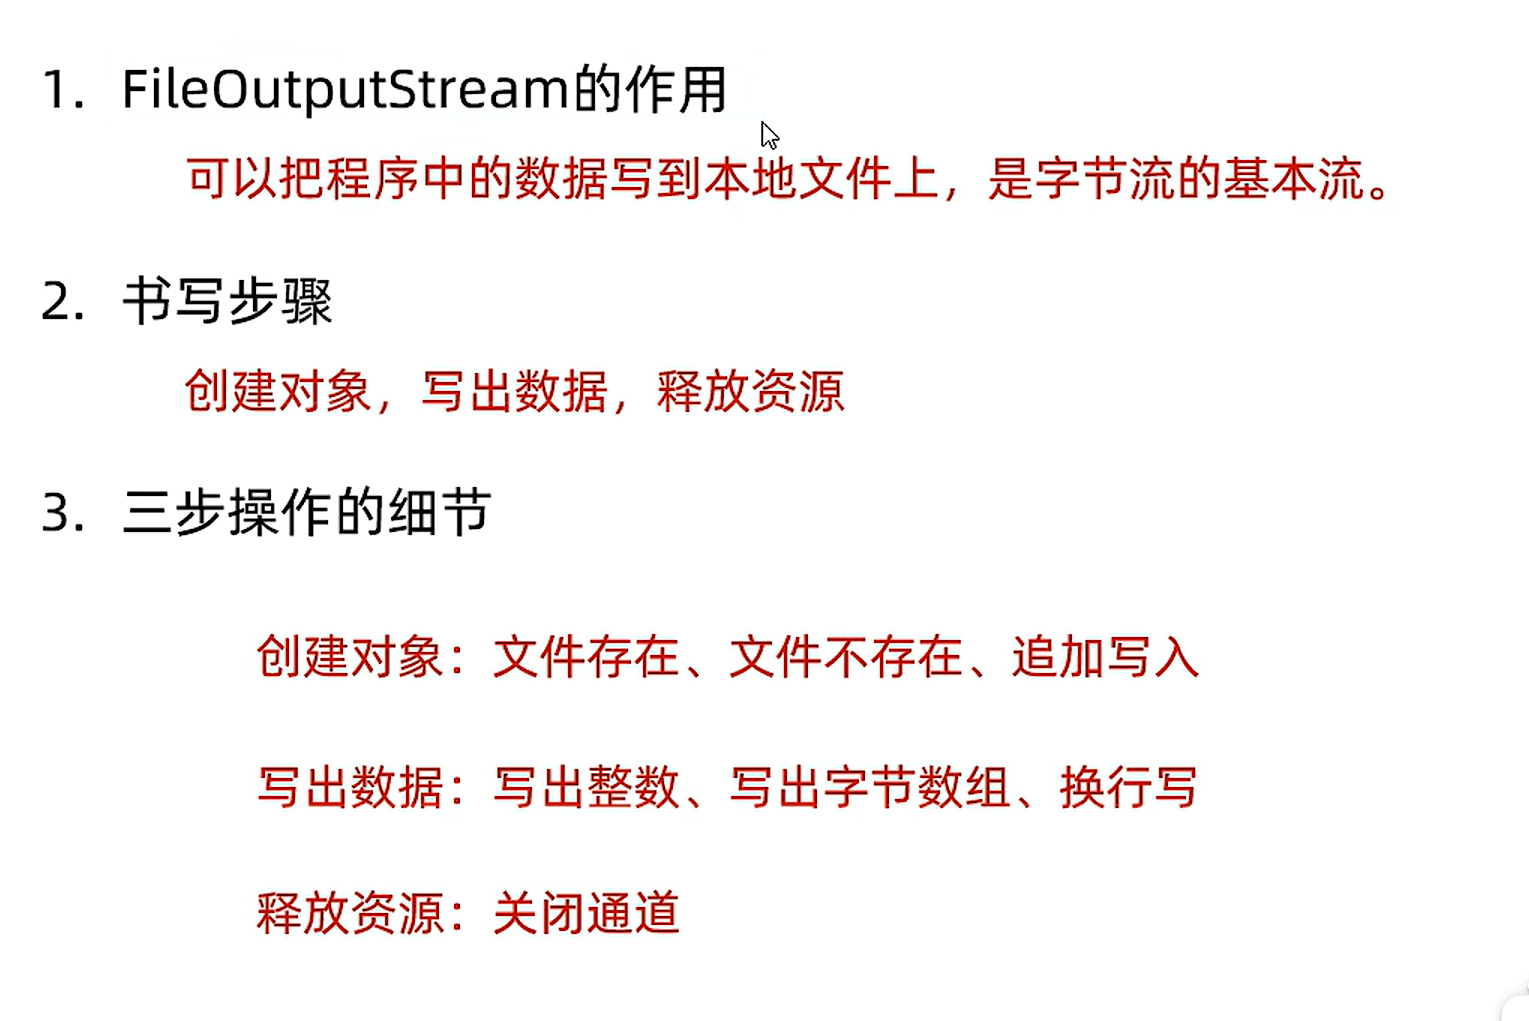 1. FileOutputStream的作用
可以把程序中的数据写到本地文件上，是字节流的基本流。
2. 书写步骤
创建对象，写出数据，释放资源
3. 三步操作的细节
创建对象：文件存在、文件不存在、追加写入
写出数据：写出整数、写出字节数组、换行写
释放资源：关闭通道